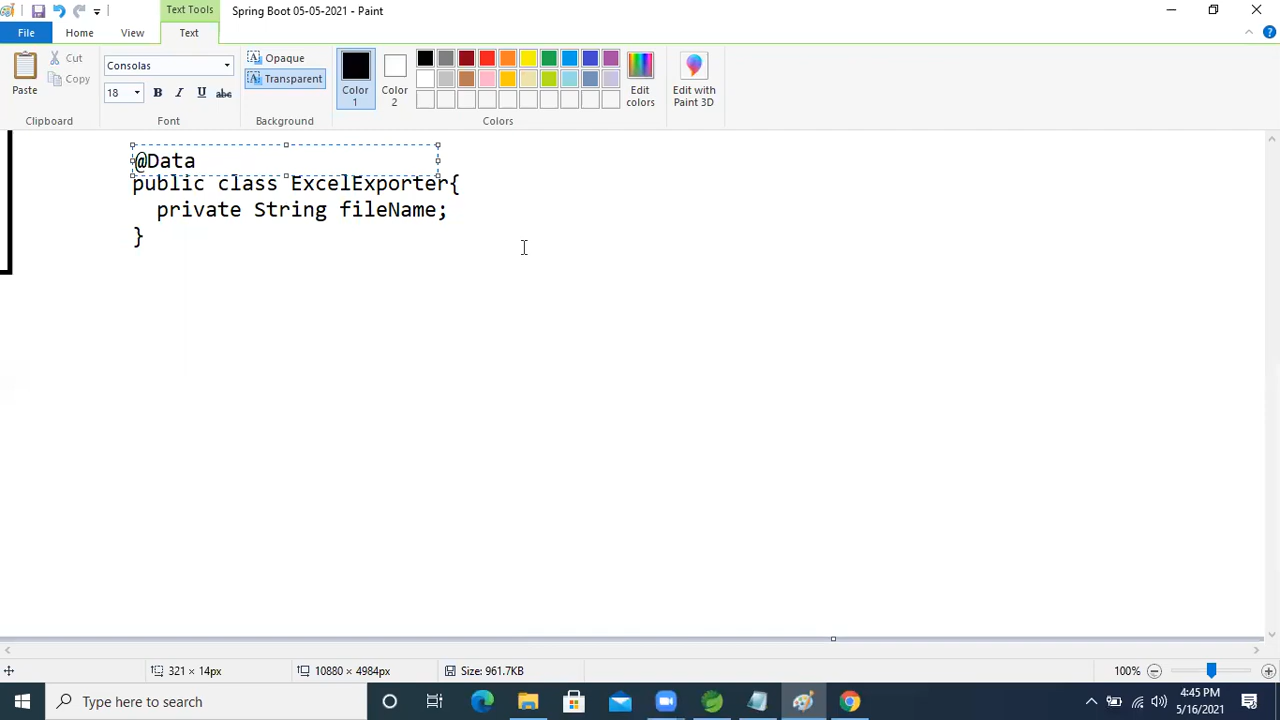 Text Tools
Spring Boot 05-05-2021 - Paint
File
Home
View
Text
Paste
Cut
Copy
Clipboard
Consolas
18
B
I
U
abc
Font
Opaque
Transparent
Background
Color 1
Color 2
Edit colors
Colors
Edit with Paint 3D
@Data
public class ExcelExporter{
private String fileName;
}
321 × 14px
10880 × 4984px
Size: 961.7KB
100%
Type here to search
4:45 PM
5/16/2021